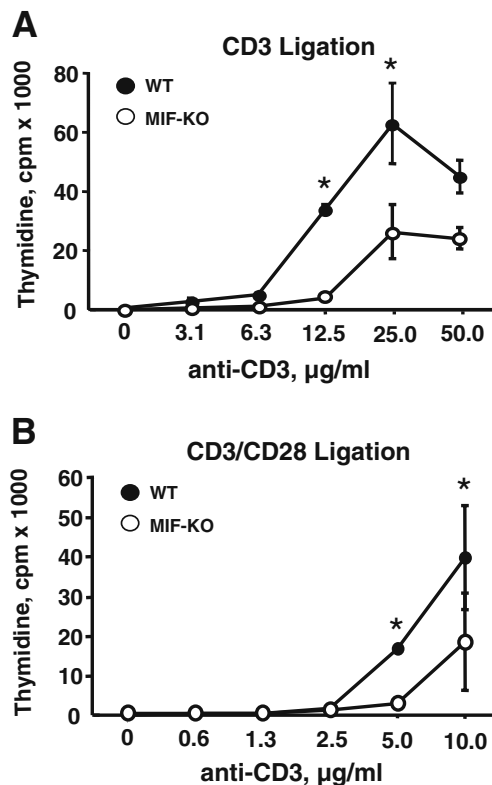 A
CD3 Ligation
Thymidine, cpm x 1000
80
60
40
20
0
WT
MIF-KO
*
*
0 3.1 6.3 12.5 25.0 50.0
anti-CD3, µg/ml
B
CD3/CD28 Ligation
Thymidine, cpm x 1000
60
50
40
30
20
10
0
WT
MIF-KO
*
*
0 0.6 1.3 2.5 5.0 10.0
anti-CD3, µg/ml